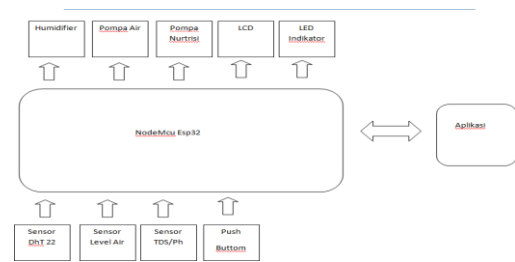 Humidifier
Pompa Air
Pompa
Nurtrisi
LCD
LED
Indikator
NodeMcu Esp32
Aplikasi
Sensor
DhT 22
Sensor
Level Air
Sensor
TDS/Ph
Push
Buttom